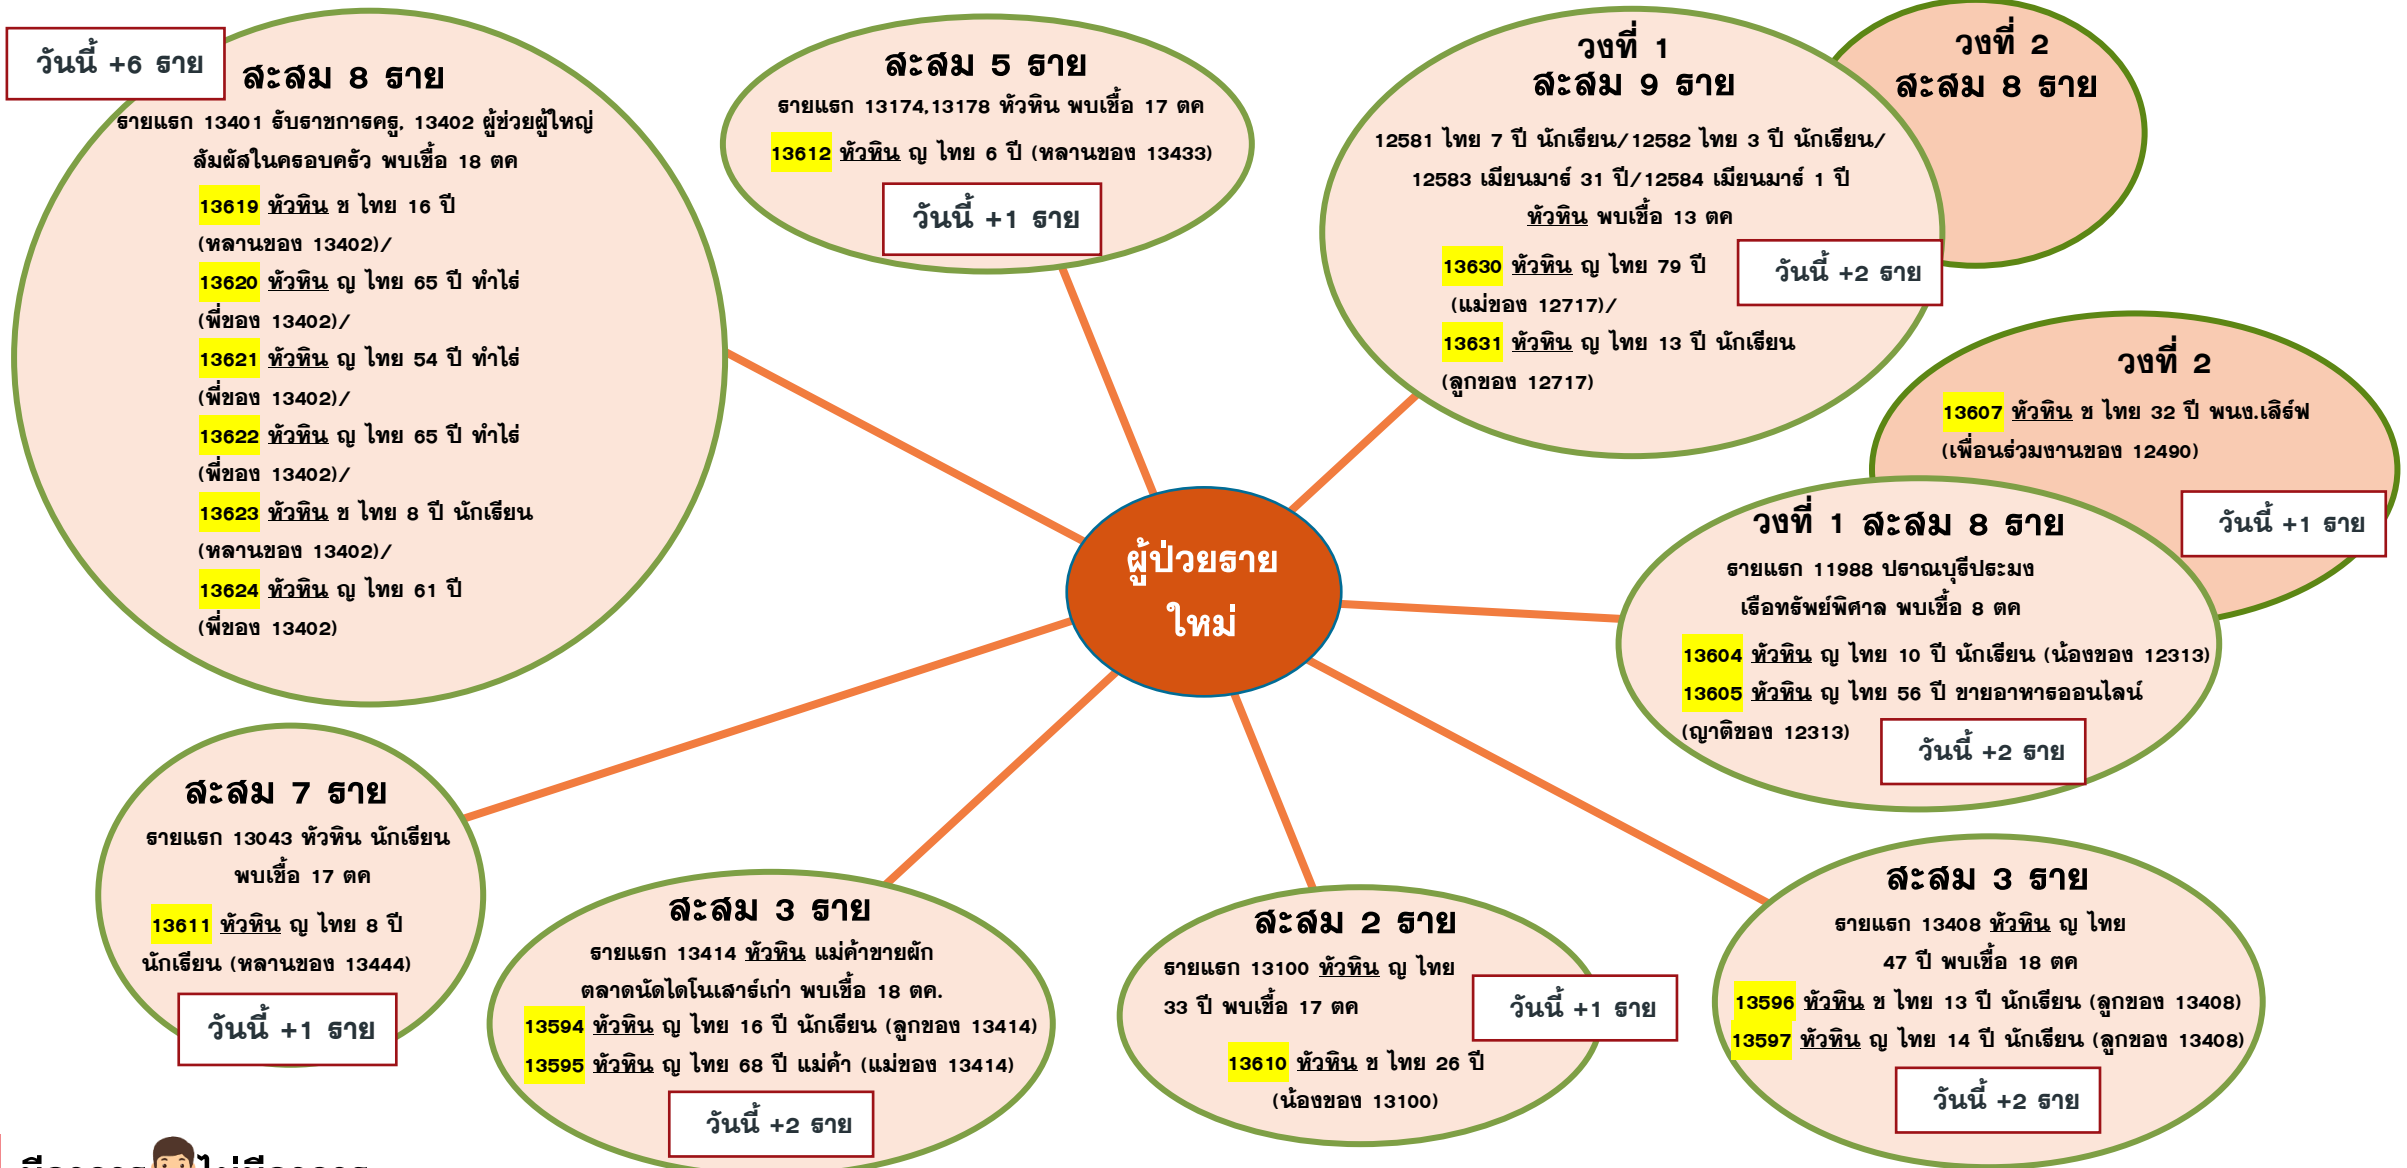 วันนี้ +6 ราย
สะสม 8 ราย
รายแรก 13401 รับราชการครู, 13402 ผู้ช่วยผู้ใหญ่
สัมผัสในครอบครัว พบเชื้อ 18 ตค
13619 หัวหิน ช ไทย 16 ปี
(หลานของ 13402)/
13620 หัวหิน ญ ไทย 65 ปี ทำไร่
(พี่ของ 13402)/
13621 หัวหิน ญ ไทย 54 ปี ทำไร่
(พี่ของ 13402)/
13622 หัวหิน ญ ไทย 65 ปี ทำไร่
(พี่ของ 13402)/
13623 หัวหิน ช ไทย 8 ปี นักเรียน
(หลานของ 13402)/
13624 หัวหิน ญ ไทย 61 ปี
(พี่ของ 13402)
สะสม 5 ราย
รายแรก 13174,13178 หัวหิน พบเชื้อ 17 ตค
13612 หัวหิน ญ ไทย 6 ปี (หลานของ 13433)
วันนี้ +1 ราย
วงที่ 1
สะสม 9 ราย
12581 ไทย 7 ปี นักเรียน/12582 ไทย 3 ปี นักเรียน/
12583 เมียนมาร์ 31 ปี/12584 เมียนมาร์ 1 ปี
หัวหิน พบเชื้อ 13 ตค
13630 หัวหิน ญ ไทย 79 ปี
(แม่ของ 12717)/
13631 หัวหิน ญ ไทย 13 ปี นักเรียน
(ลูกของ 12717)
วันนี้ +2 ราย
วงที่ 2
สะสม 8 ราย
วงที่ 2
13607 หัวหิน ช ไทย 32 ปี พนง.เสิร์ฟ
(เพื่อนร่วมงานของ 12490)
วันนี้ +1 ราย
วงที่ 1 สะสม 8 ราย
รายแรก 11988 ปราณบุรีประมง
เรือทรัพย์พิศาล พบเชื้อ 8 ตค
13604 หัวหิน ญ ไทย 10 ปี นักเรียน (น้องของ 12313)
13605 หัวหิน ญ ไทย 56 ปี ขายอาหารออนไลน์
(ญาติของ 12313)
วันนี้ +2 ราย
ผู้ป่วยราย
ใหม่
สะสม 7 ราย
รายแรก 13043 หัวหิน นักเรียน
พบเชื้อ 17 ตค
13611 หัวหิน ญ ไทย 8 ปี
นักเรียน (หลานของ 13444)
วันนี้ +1 ราย
สะสม 3 ราย
รายแรก 13414 หัวหิน แม่ค้าขายผัก
ตลาดนัดไดโนเสาร์เก่า พบเชื้อ 18 ตค.
13594 หัวหิน ญ ไทย 16 ปี นักเรียน (ลูกของ 13414)
13595 หัวหิน ญ ไทย 68 ปี แม่ค้า (แม่ของ 13414)
วันนี้ +2 ราย
สะสม 2 ราย
รายแรก 13100 หัวหิน ญ ไทย
33 ปี พบเชื้อ 17 ตค
13610 หัวหิน ช ไทย 26 ปี
(น้องของ 13100)
วันนี้ +1 ราย
สะสม 3 ราย
รายแรก 13408 หัวหิน ญ ไทย
47 ปี พบเชื้อ 18 ตค
13596 หัวหิน ช ไทย 13 ปี นักเรียน (ลูกของ 13408)
13597 หัวหิน ญ ไทย 14 ปี นักเรียน (ลูกของ 13408)
วันนี้ +2 ราย